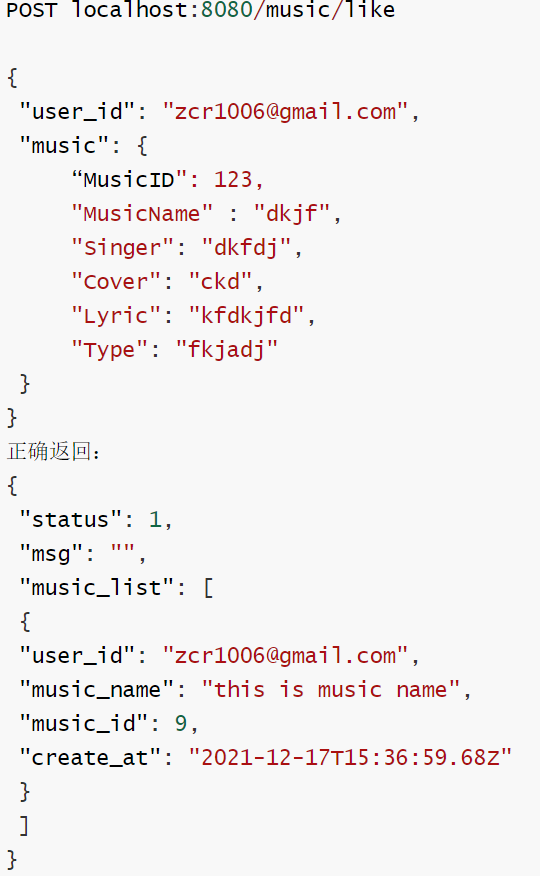 POST localhost:8080/music/like
{
"user_id": "zcr1006@gmail.com",
"music": {
“MusicID": 123,
"MusicName" : "dkjf",
"Singer": "dkfdj",
"Cover": "ckd",
"Lyric": "kfdkjfd",
"Type": "fkjadj"
}
}
正确返回:
{
"status": 1,
"msg": "",
"music_list": [
{
"user_id": "zcr1006@gmail.com",
"music_name": "this is music name",
"music_id": 9,
"create_at": "2021-12-17T15:36:59.68Z"
}
]
}